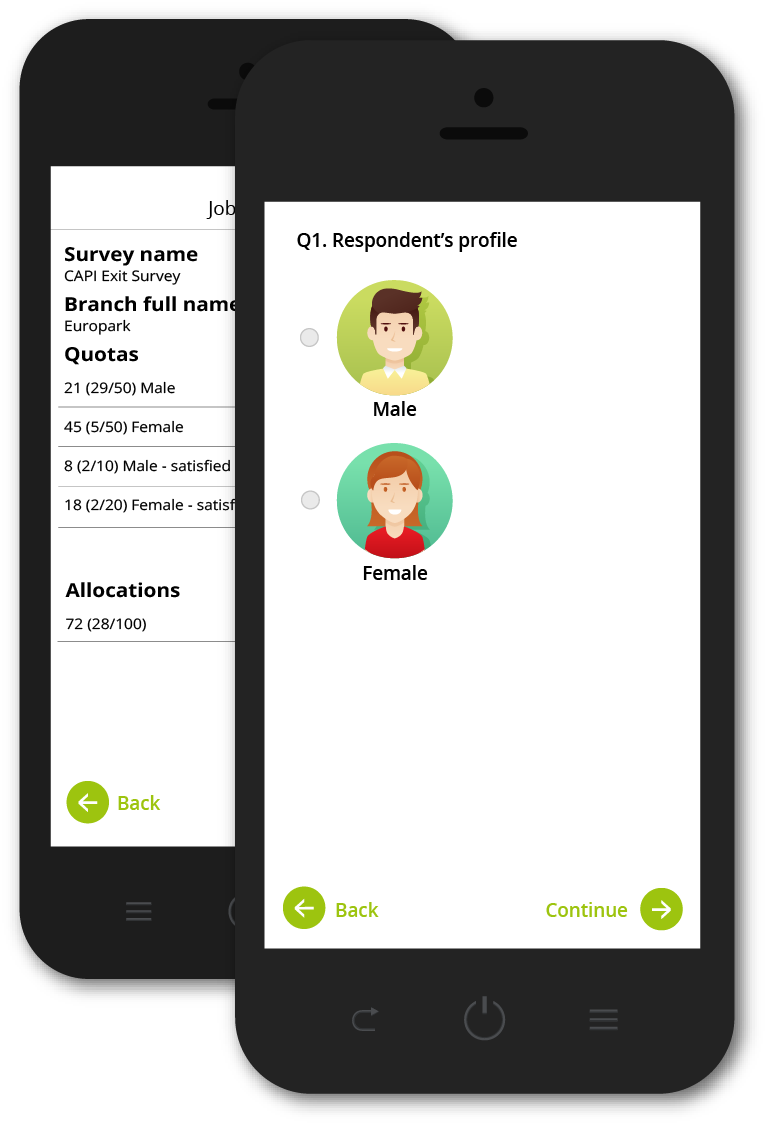 Job
Survey name
CAPI Exit Survey
Branch full name
Europark
Quotas
21 (29/50) Male
45 (5/50) Female
8 (2/10) Male - satisfied
18 (2/20) Female - satisf
Allocations
72 (28/100)
Back
Q1. Respondent’s profile
Male
Female
Back
Continue